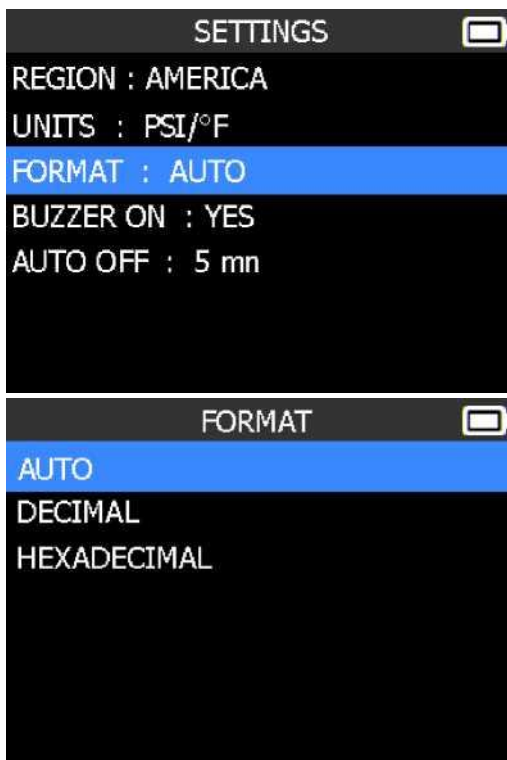 SETTINGS
REGION : AMERICA
UNITS : PSI/°F
FORMAT : AUTO
BUZZER ON : YES
AUTO OFF : 5 mn
FORMAT
AUTO
DECIMAL
HEXADECIMAL